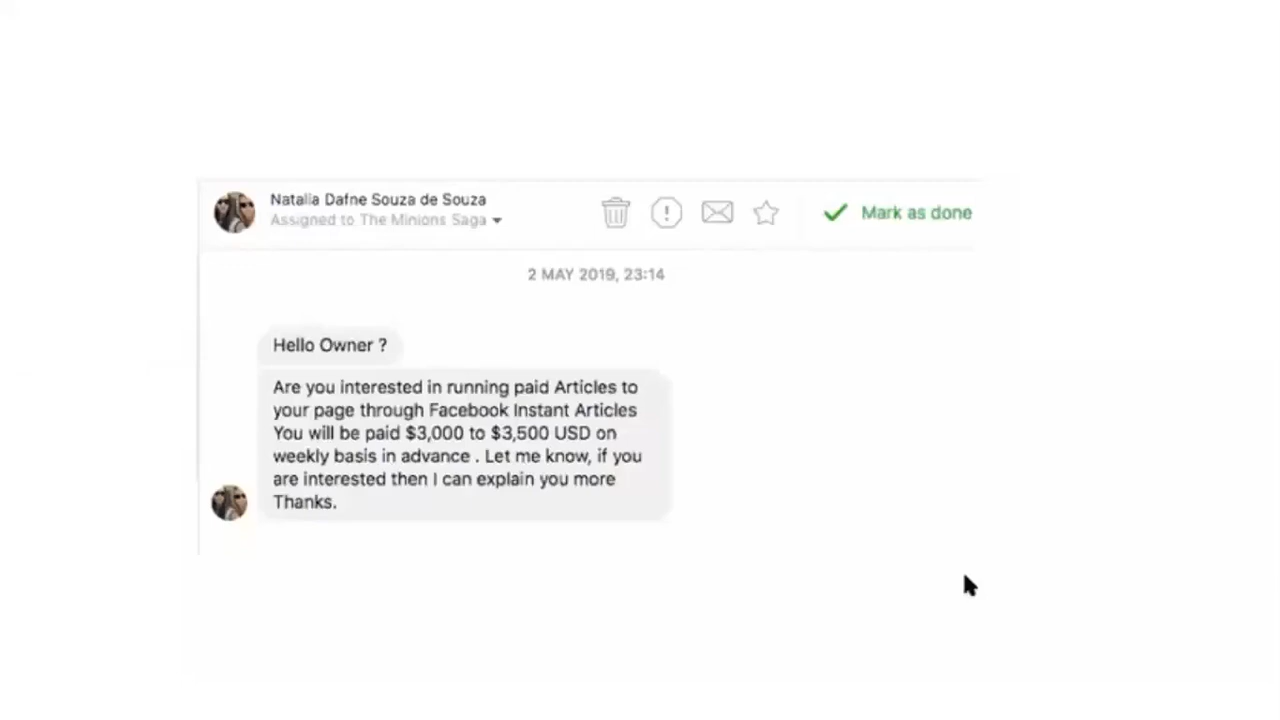 Natalia Dafne Souza de Souza
Assigned to The Minions Saga
Mark as done
2 MAY 2019, 23:14
Hello Owner ?
Are you interested in running paid Articles to
your page through Facebook Instant Articles
You will be paid $3,000 to $3,500 USD on
weekly basis in advance . Let me know, if you
are interested then I can explain you more
Thanks.